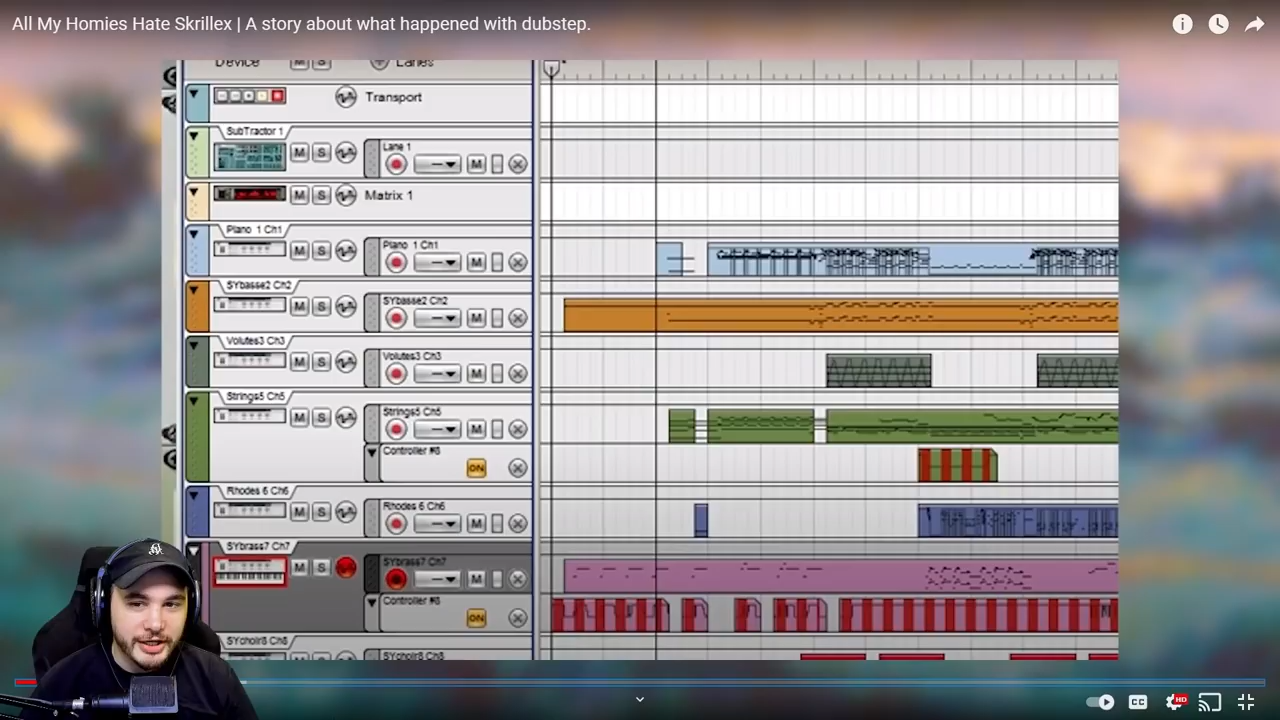 All My Homies Hate Skrillex | A story about what happened with dubstep.
Device M S Lanes
Transport
SubTractor 1
M S Lane 1
M
M S Matrix 1
Piano 1 Ch1
M S Piano 1 Ch1
M
SYbasse2 Ch2
M S SYbasse2 Ch2
M
Volutes3 Ch3
M S Volutes3 Ch3
M
Strings5 Ch5
M S Strings5 Ch5
M
Controller #8
ON
Rhodes 6 Ch6
M S Rhodes 6 Ch6
M
SYbrass7 Ch7
M S SYbrass7 Ch7
M
Controller #8
ON
SYchoir8 Ch8
SYchoir8 Ch8
CC HD